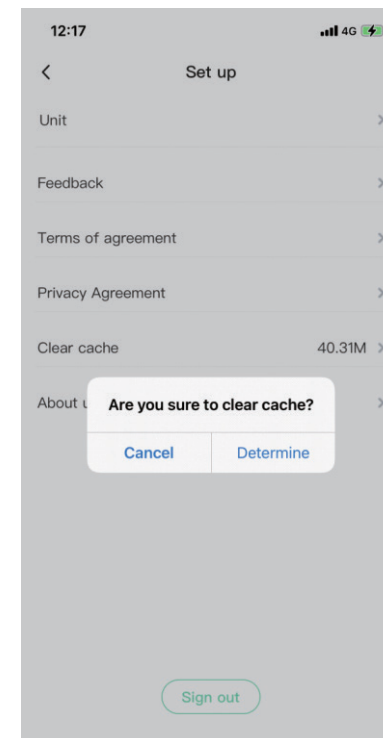 12:17 4G
Set up
Unit
Feedback
Terms of agreement
Privacy Agreement
Clear cache 40.31M
About u
Are you sure to clear cache?
Cancel Determine
Sign out